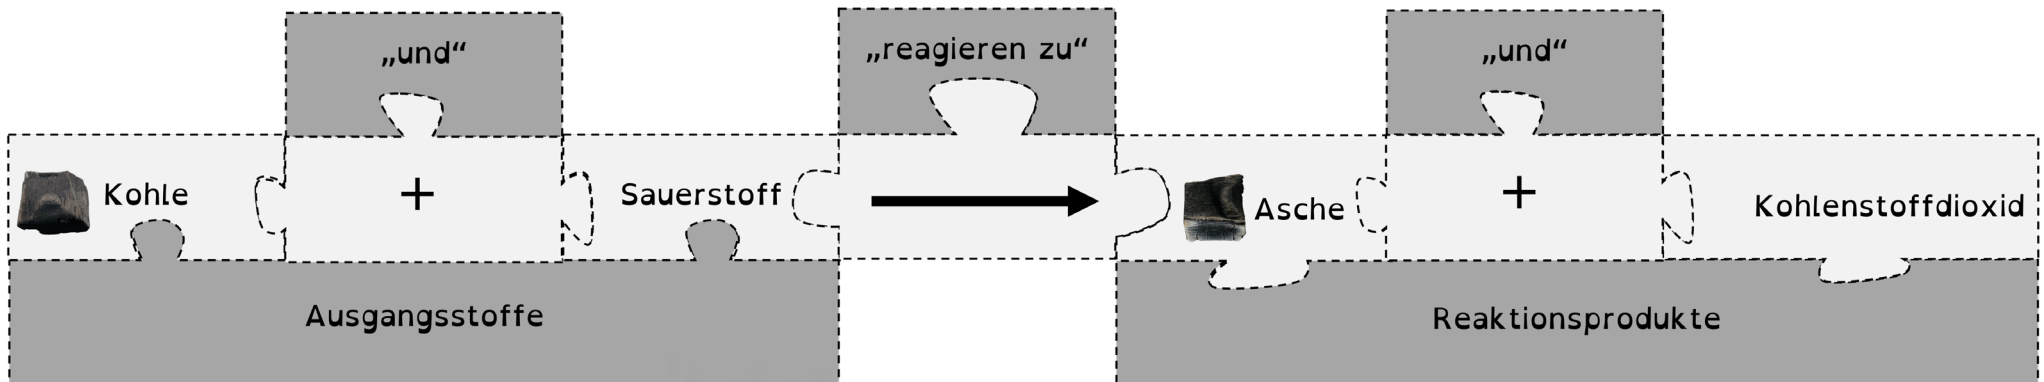 „und“
„reagieren zu“
„und“
Kohle
+
Sauerstoff
Asche
+
Kohlenstoffdioxid
Ausgangsstoffe
Reaktionsprodukte